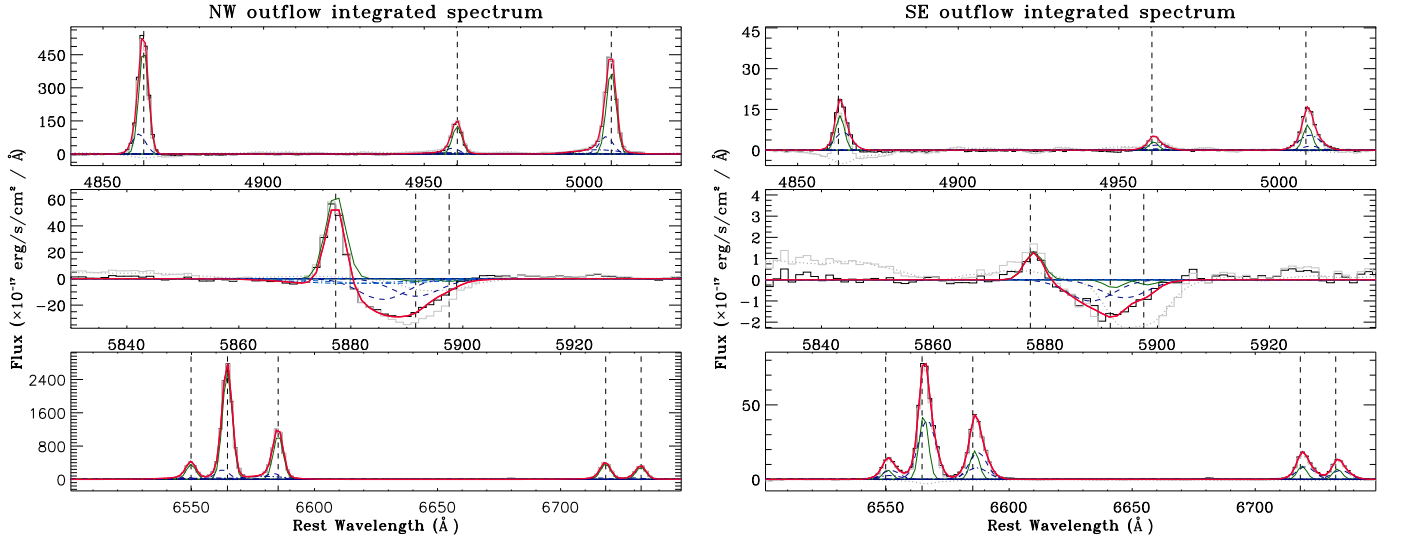 NW outflow integrated spectrum
450
300
150
0
4850 4900 4950 5000
60
40
20
0
−20
5840 5860 5880 5900 5920
2400
1600
800
0
6550 6600 6650 6700
Flux (×10⁻¹⁷ erg/s/cm² / Å)
Rest Wavelength (Å)
SE outflow integrated spectrum
45
30
15
0
4850 4900 4950 5000
4
3
2
1
0
−1
−2
5840 5860 5880 5900 5920
50
0
6550 6600 6650 6700
Flux (×10⁻¹⁷ erg/s/cm² / Å)
Rest Wavelength (Å)